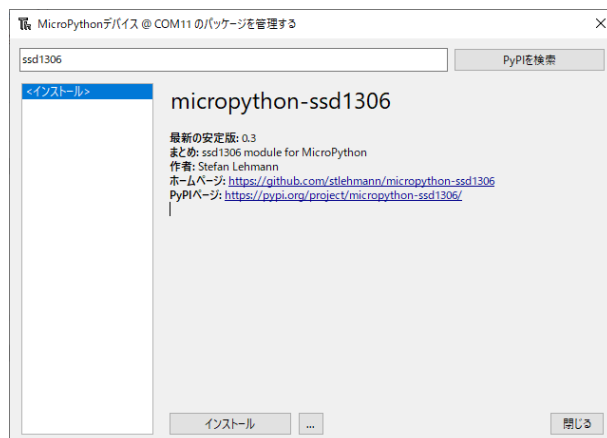 MicroPythonデバイス @ COM11 のパッケージを管理する
ssd1306
PyPIを検索
<インストール>
micropython-ssd1306
最新の安定版: 0.3
まとめ: ssd1306 module for MicroPython
作者: Stefan Lehmann
ホームページ: https://github.com/stlehmann/micropython-ssd1306
PyPIページ: https://pypi.org/project/micropython-ssd1306/
インストール
...
閉じる